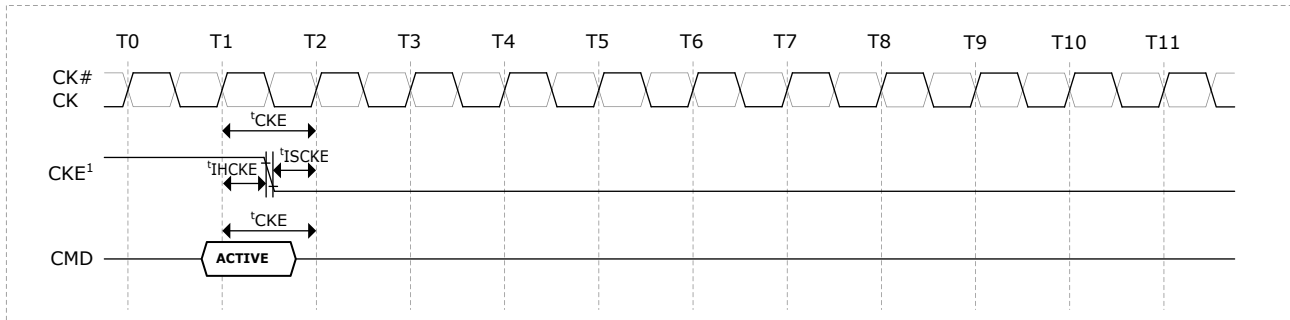 T0 T1 T2 T3 T4 T5 T6 T7 T8 T9 T10 T11
CK#
CK
tCKE
tISCKE
CKE1
tIHCKE
tCKE
CMD
ACTIVE